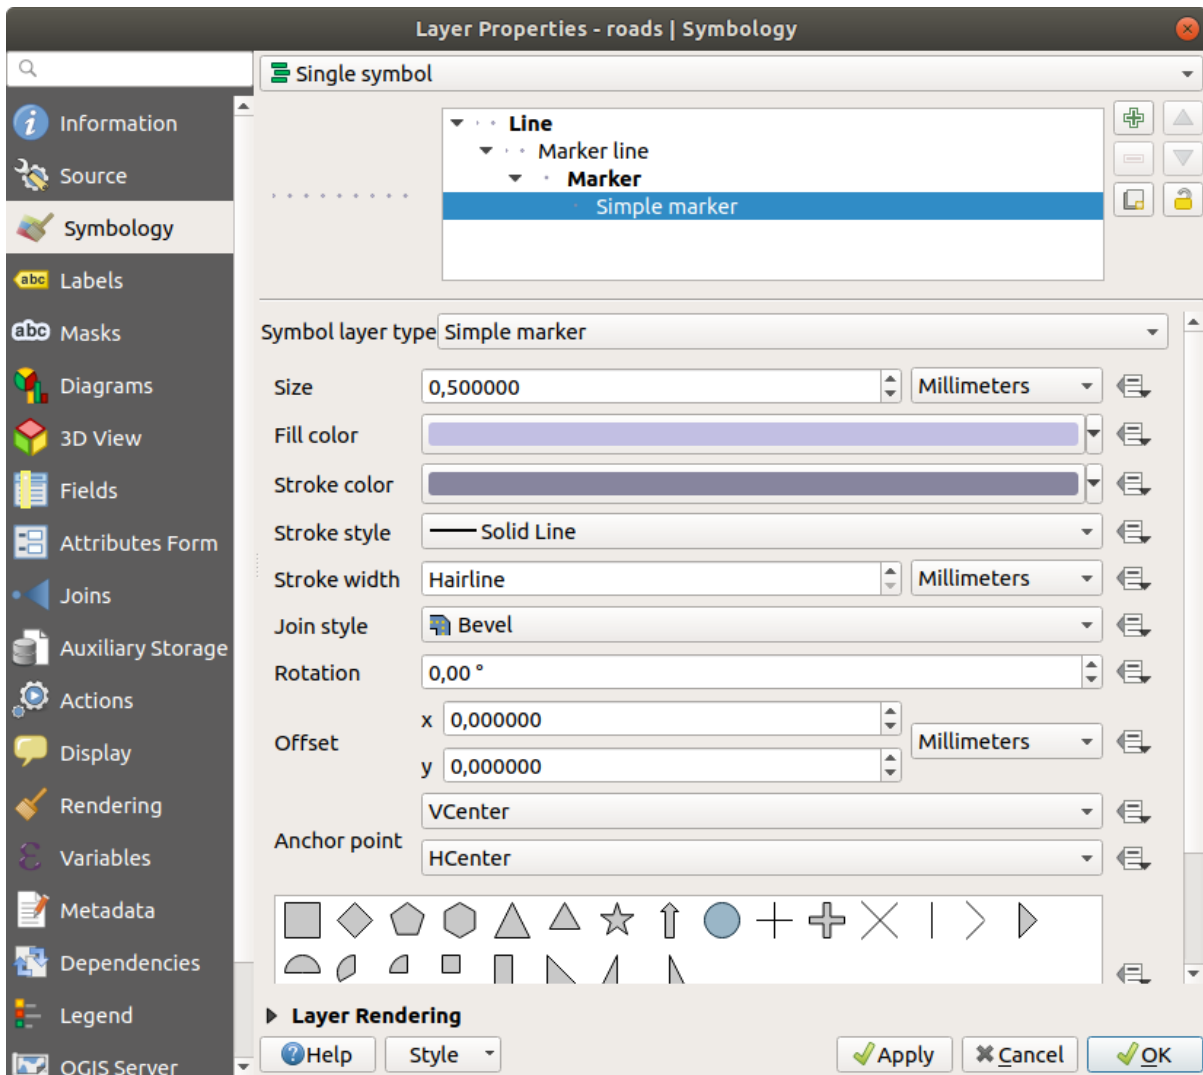 Layer Properties - roads | Symbology
Single symbol
Information
Source
Symbology
abc Labels
abc Masks
Diagrams
3D View
Fields
Attributes Form
Joins
Auxiliary Storage
Actions
Display
Rendering
Variables
Metadata
Dependencies
Legend
QGIS Server
Line
Marker line
Marker
Simple marker
Symbol layer type Simple marker
Size 0,500000 Millimeters
Fill color
Stroke color
Stroke style Solid Line
Stroke width Hairline Millimeters
Join style Bevel
Rotation 0,00 °
Offset x 0,000000 Millimeters
y 0,000000
Anchor point VCenter
HCenter
Layer Rendering
Help Style Apply Cancel OK